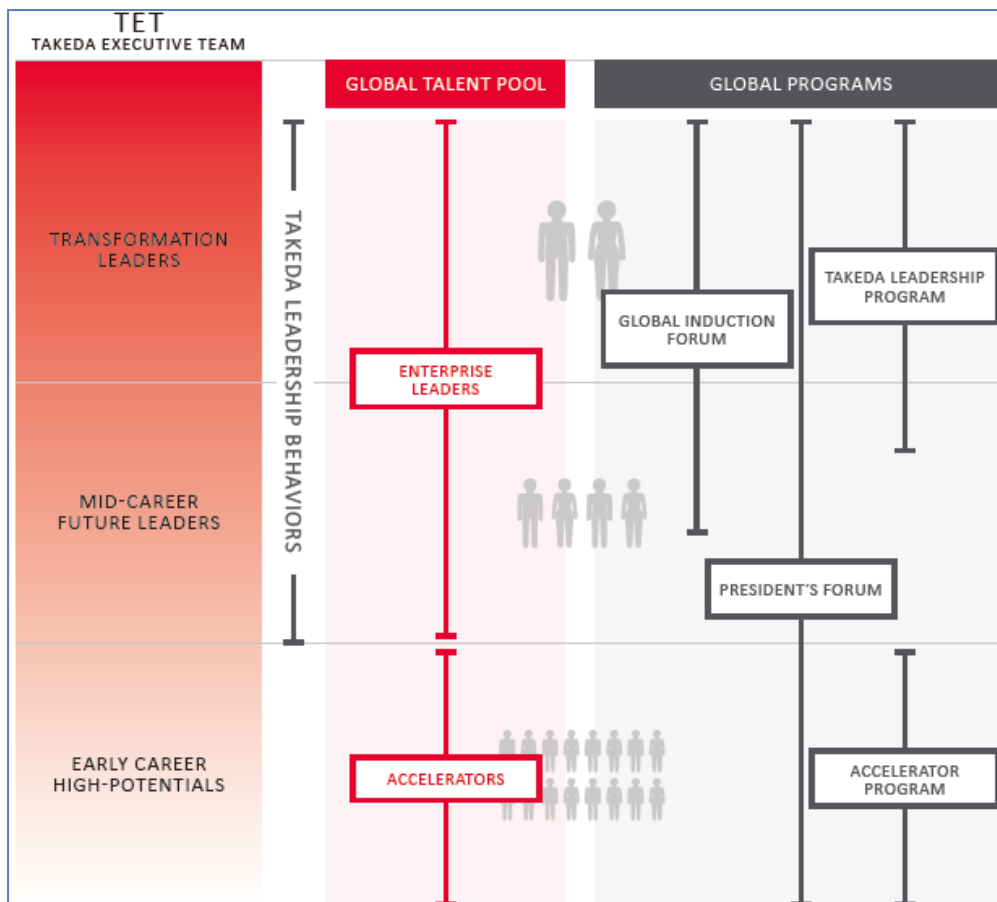 TET
TAKEDA EXECUTIVE TEAM
GLOBAL TALENT POOL
GLOBAL PROGRAMS
TRANSFORMATION
LEADERS
TAKEDA LEADERSHIP BEHAVIORS
TAKEDA LEADERSHIP
PROGRAM
GLOBAL INDUCTION
FORUM
ENTERPRISE
LEADERS
MID-CAREER
FUTURE LEADERS
PRESIDENT'S FORUM
EARLY CAREER
HIGH-POTENTIALS
ACCELERATORS
ACCELERATOR
PROGRAM